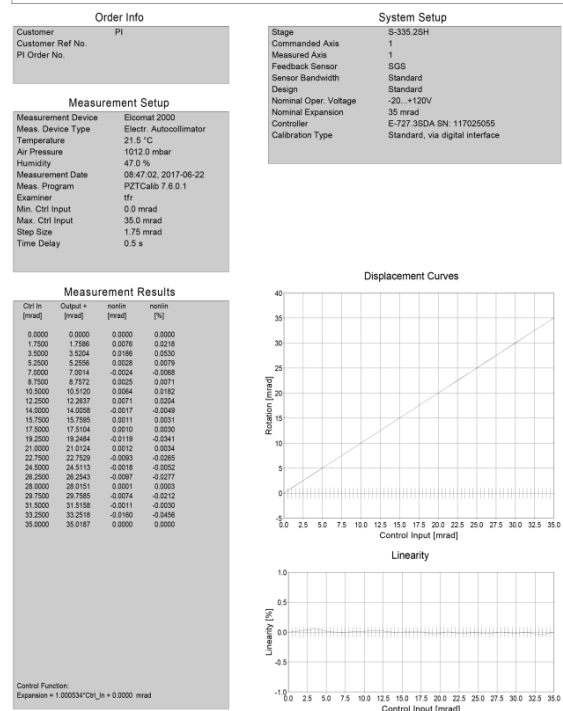 Order Info
Customer PI
Customer Ref No.
PI Order No.
System Setup
Stage S-335.2SH
Commanded Axis 1
Measured Axis 1
Feedback Sensor SGS
Sensor Bandwidth Standard
Design Standard
Nominal Oper. Voltage -20...+120V
Nominal Expansion 35 mrad
Controller E-727.3SDA SN: 117025055
Calibration Type Standard, via digital interface
Measurement Setup
Measurement Device Elcomat 2000
Meas. Device Type Electr. Autocollimator
Temperature 21.5 °C
Air Pressure 1012.0 mbar
Humidity 47.0 %
Measurement Date 08:47:02, 2017-06-22
Meas. Program PZTCalib 7.6.0.1
Examiner tfr
Min. Ctrl Input 0.0 mrad
Max. Ctrl Input 35.0 mrad
Step Size 1.75 mrad
Time Delay 0.5 s
Measurement Results
Ctrl In Output + nonlin nonlin
[mrad] [mrad] [mrad] [%]
0.0000 0.0000 0.0000 0.0000
1.7500 1.7586 0.0076 0.0218
3.5000 3.5204 0.0186 0.0530
5.2500 5.2556 0.0028 0.0079
7.0000 7.0014 -0.0024 -0.0068
8.7500 8.7572 0.0025 0.0071
10.5000 10.5120 0.0064 0.0182
12.2500 12.2637 0.0071 0.0204
14.0000 14.0058 -0.0017 -0.0049
15.7500 15.7595 0.0011 0.0031
17.5000 17.5104 0.0010 0.0030
19.2500 19.2484 -0.0119 -0.0341
21.0000 21.0124 0.0012 0.0034
22.7500 22.7529 -0.0093 -0.0265
24.5000 24.5113 -0.0018 -0.0052
26.2500 26.2543 -0.0097 -0.0277
28.0000 28.0151 0.0001 0.0003
29.7500 29.7585 -0.0074 -0.0212
31.5000 31.5158 -0.0011 -0.0030
33.2500 33.2518 -0.0160 -0.0456
35.0000 35.0187 0.0000 0.0000
Control Function:
Expansion = 1.000534*Ctrl_In + 0.0000 mrad
Displacement Curves
40
35
30
25
20
15
10
5
0
-5
Rotation [mrad]
0.0 2.5 5.0 7.5 10.0 12.5 15.0 17.5 20.0 22.5 25.0 27.5 30.0 32.5 35.0
Control Input [mrad]
Linearity
1.0
0.5
0.0
-0.5
-1.0
Linearity [%]
0.0 2.5 5.0 7.5 10.0 12.5 15.0 17.5 20.0 22.5 25.0 27.5 30.0 32.5 35.0
Control Input [mrad]